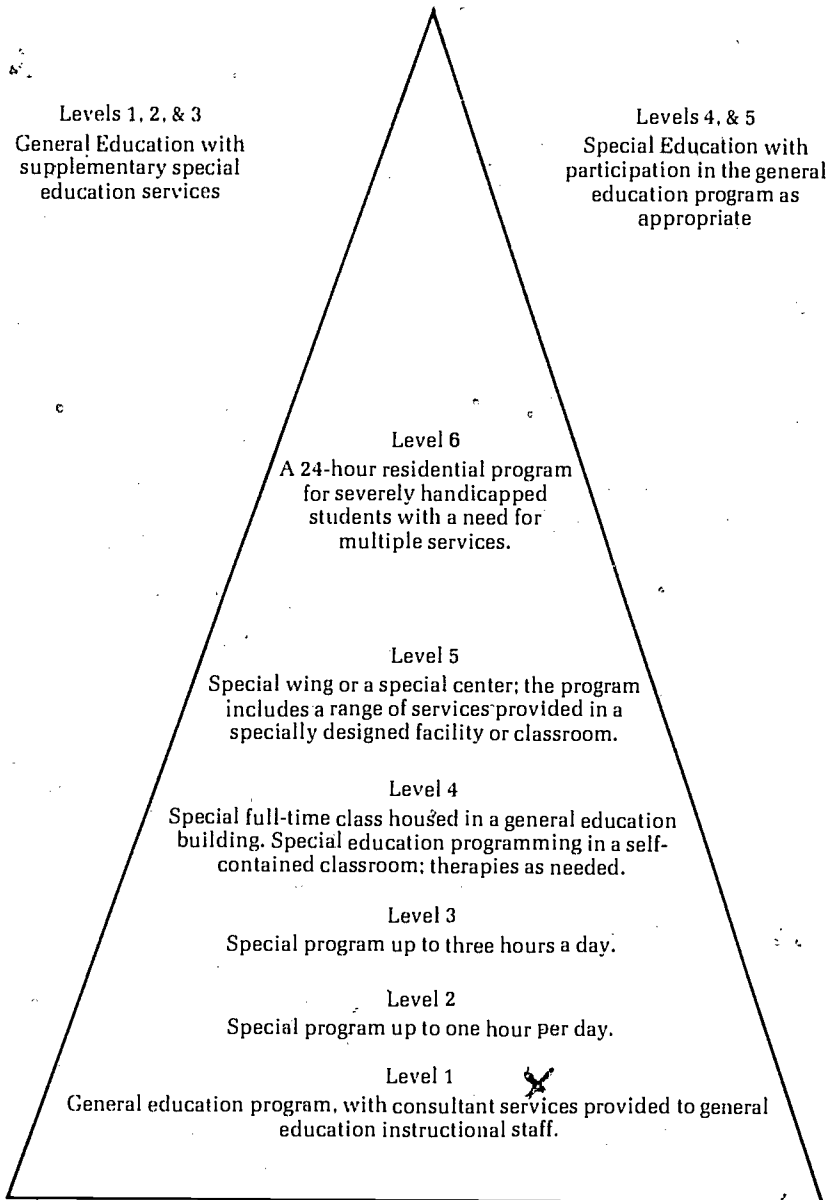 Levels 1, 2, & 3
General Education with
supplementary special
education services
Levels 4, & 5
Special Education with
participation in the general
education program as
appropriate
Level 6
A 24-hour residential program
for severely handicapped
students with a need for
multiple services.
Level 5
Special wing or a special center; the program
includes a range of services provided in a
specially designed facility or classroom.
Level 4
Special full-time class housed in a general education
building. Special education programming in a self-
contained classroom; therapies as needed.
Level 3
Special program up to three hours a day.
Level 2
Special program up to one hour per day.
Level 1
General education program, with consultant services provided to general
education instructional staff.